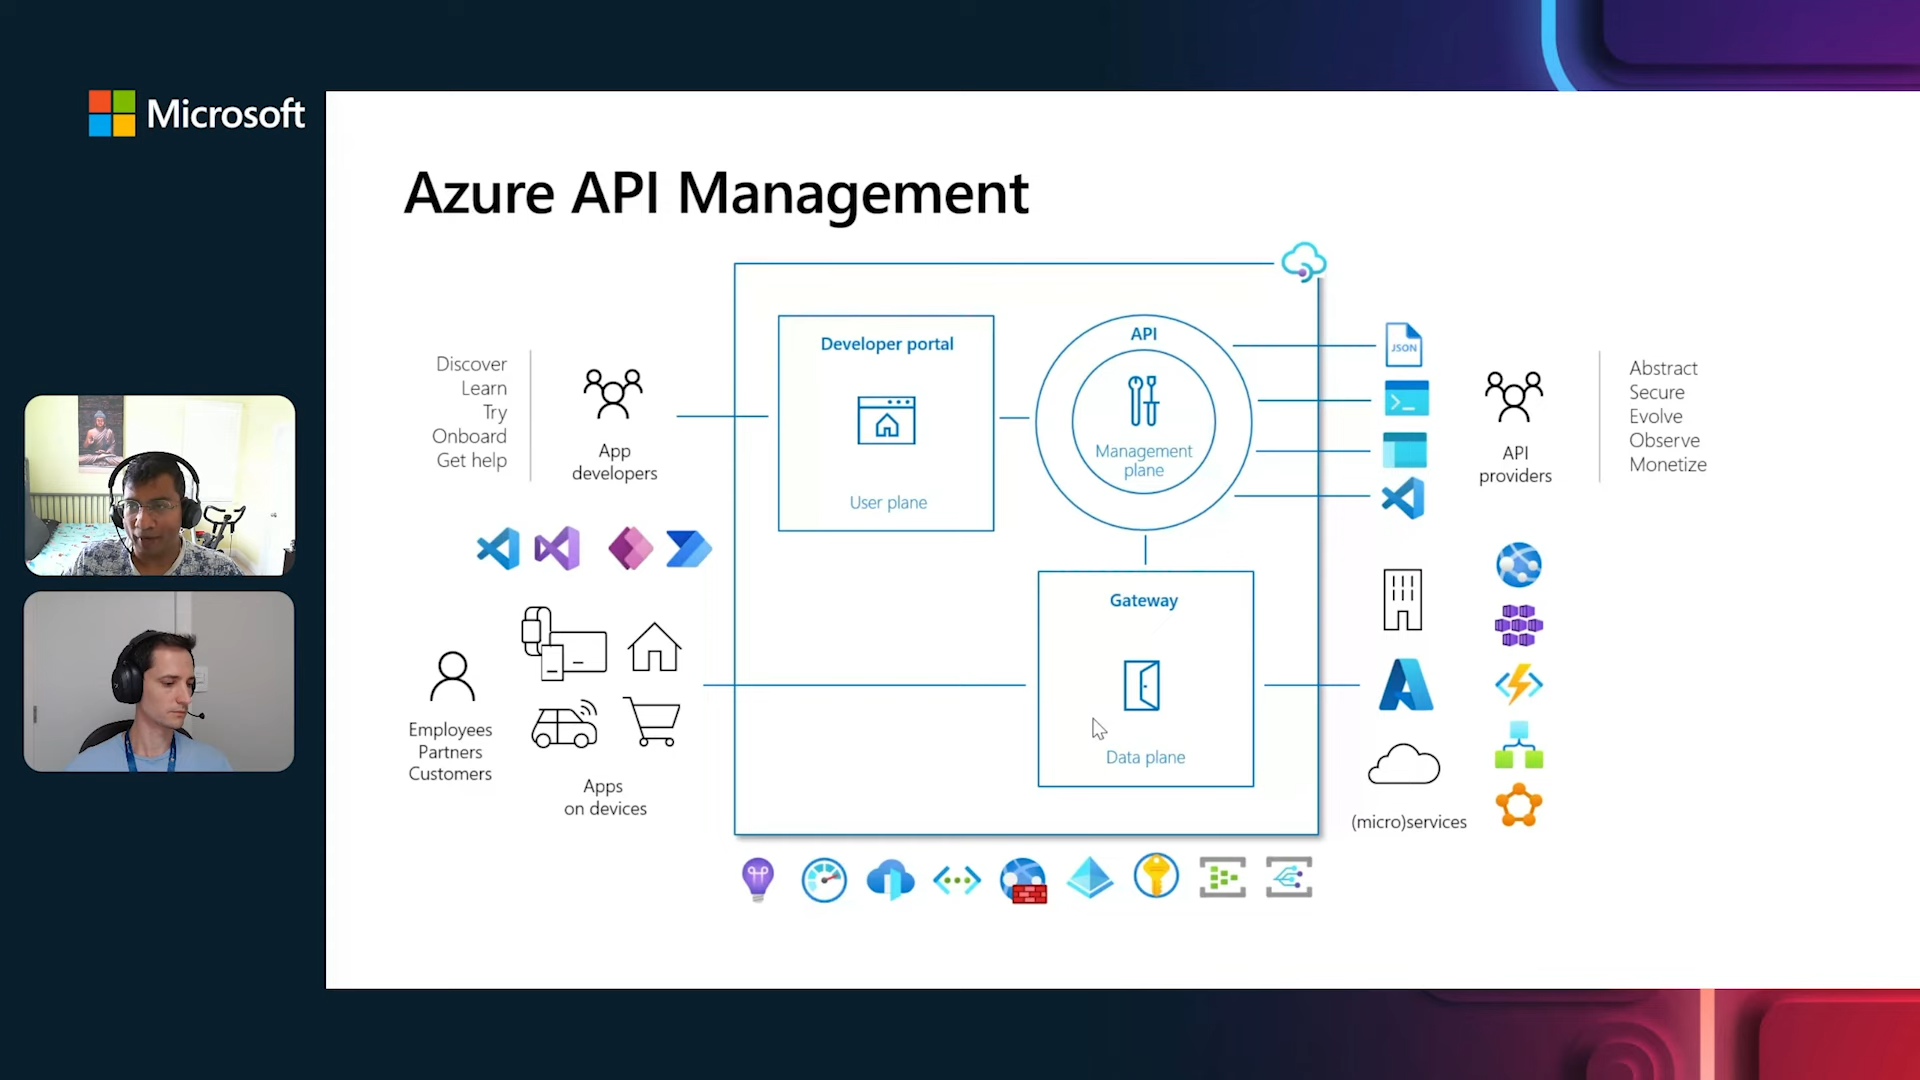 Microsoft
Azure API Management
Discover
Learn
Try
Onboard
Get help
App
developers
Developer portal
User plane
API
Management
plane
JSON
API
providers
Abstract
Secure
Evolve
Observe
Monetize
Employees
Partners
Customers
Apps
on devices
Gateway
Data plane
(micro)services